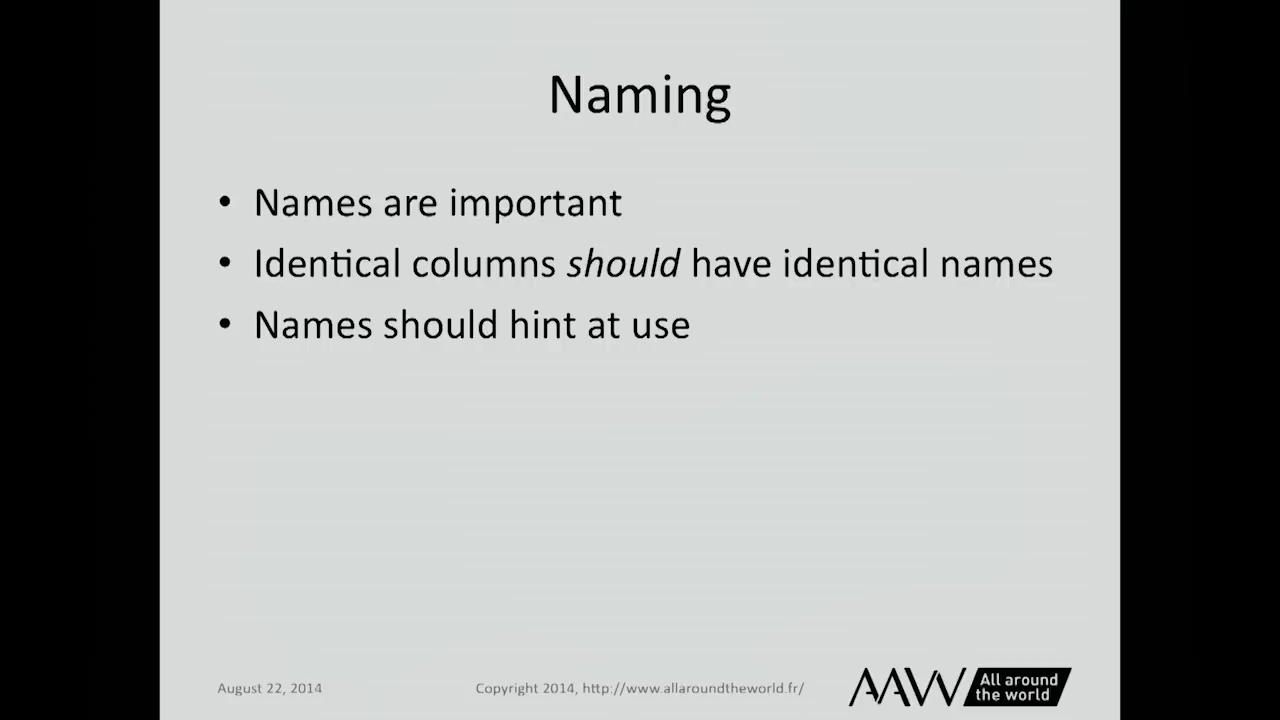 Naming
• Names are important
• Identical columns should have identical names
• Names should hint at use
August 22, 2014
Copyright 2014, http://www.allaroundtheworld.fr/
AAW All around
the world